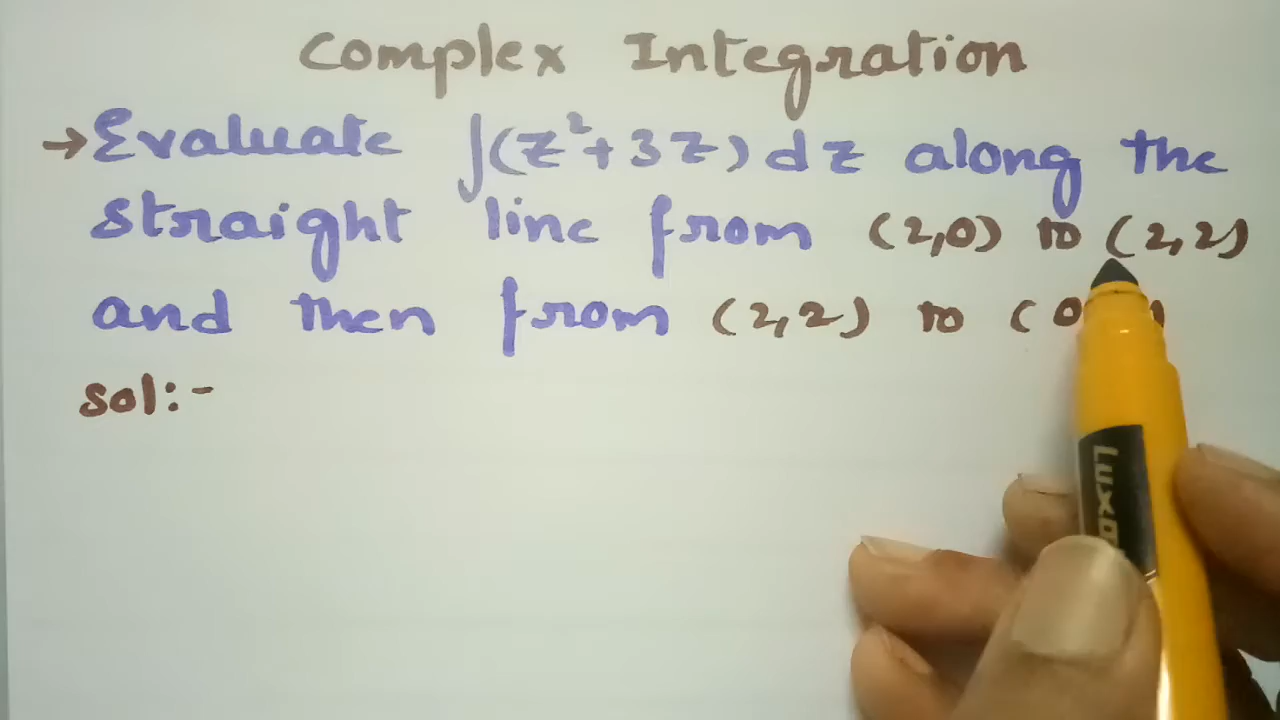 Complex Integration
→Evaluate ∫(z²+3z)dz along the
straight line from (2,0) to (2,2)
and then from (2,2) to (0
sol:-